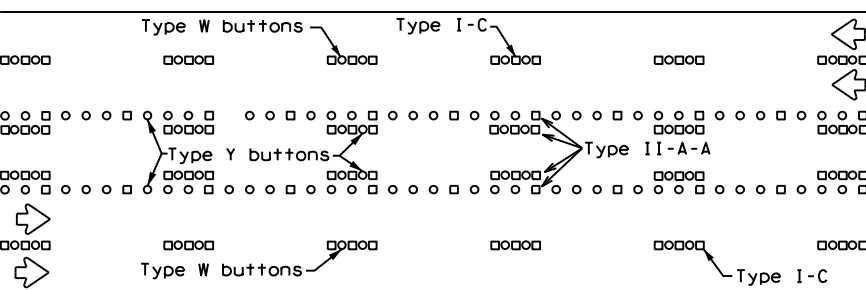 Type W buttons
Type I-C
Type Y buttons
Type II-A-A
Type W buttons
Type I-C